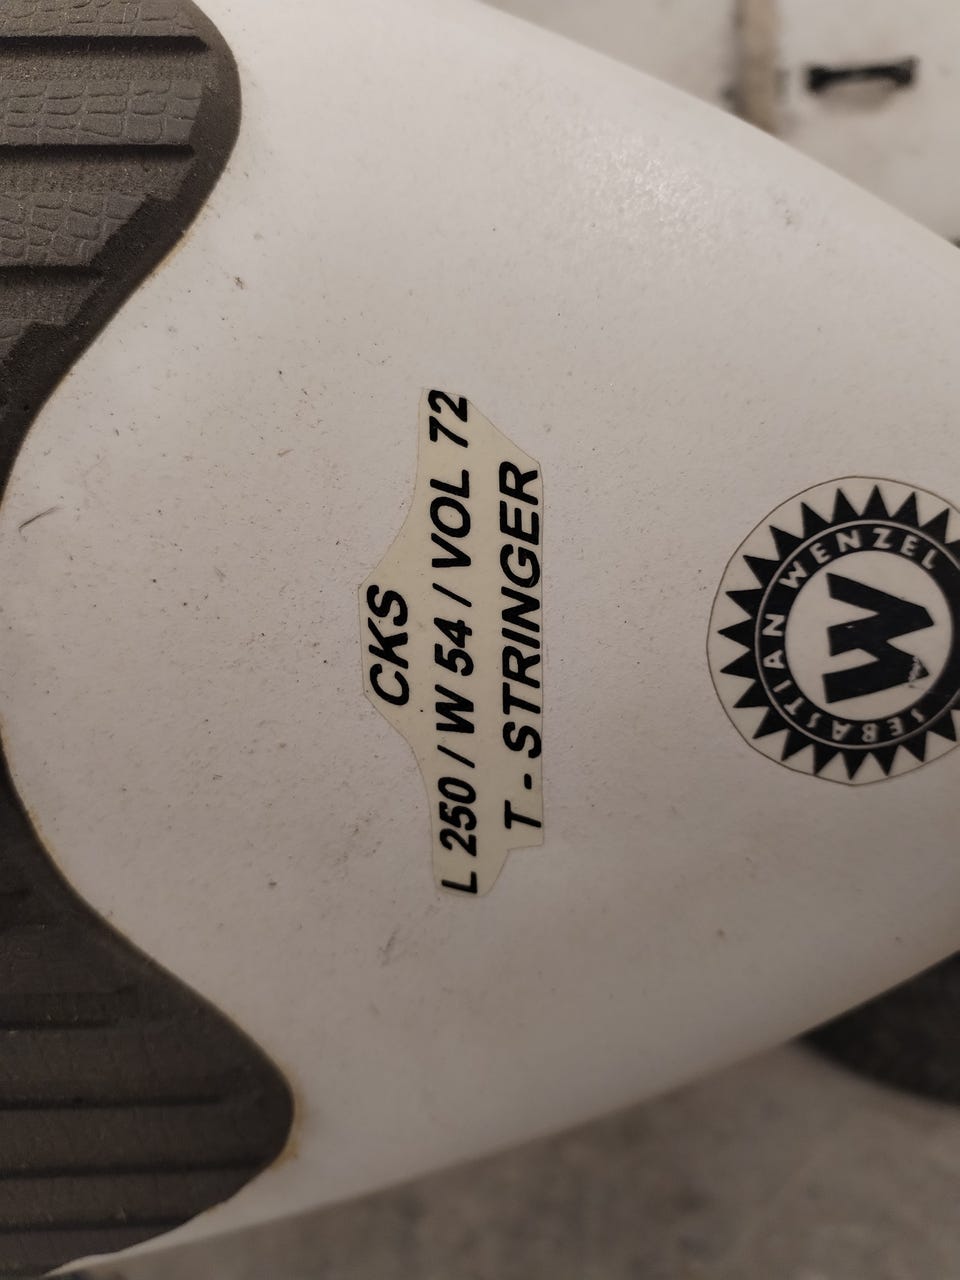 CKS
L 250 / W 54 / VOL 72
T - STRINGER
SEBASTIAN WENZEL
W